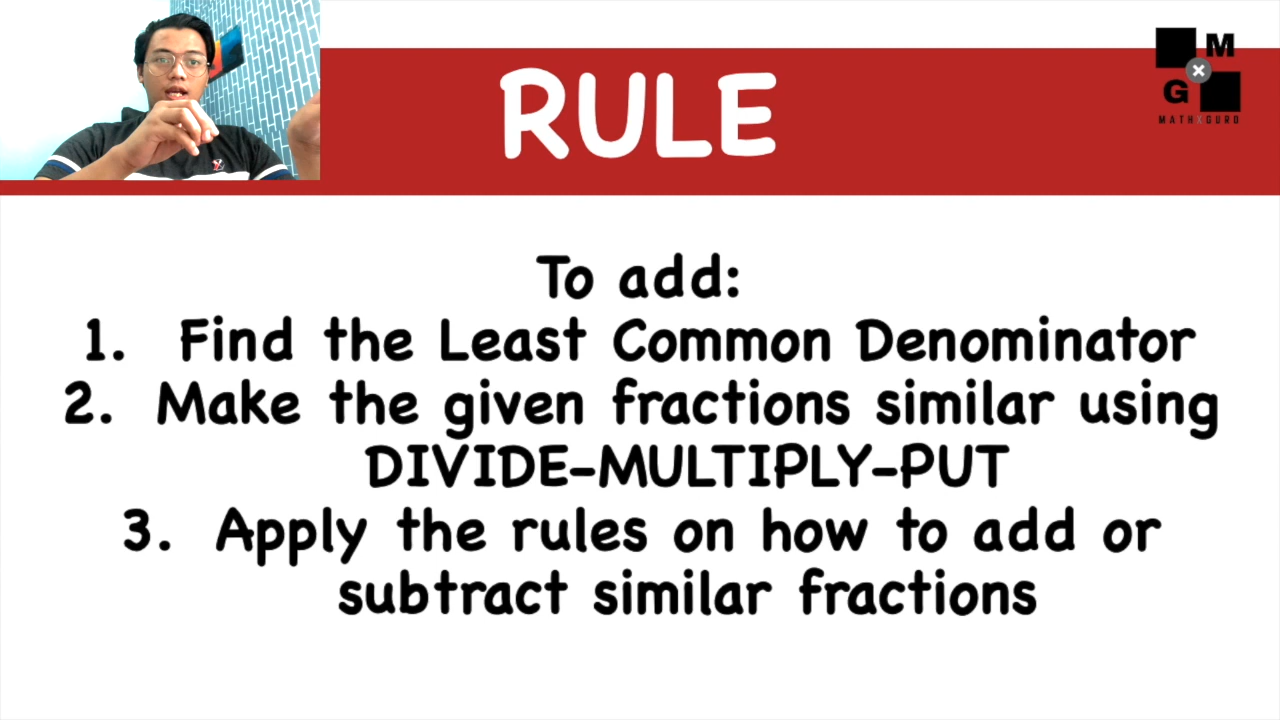 RULE
M
G
MATHXGURO
To add:
1. Find the Least Common Denominator
2. Make the given fractions similar using
DIVIDE-MULTIPLY-PUT
3. Apply the rules on how to add or
subtract similar fractions